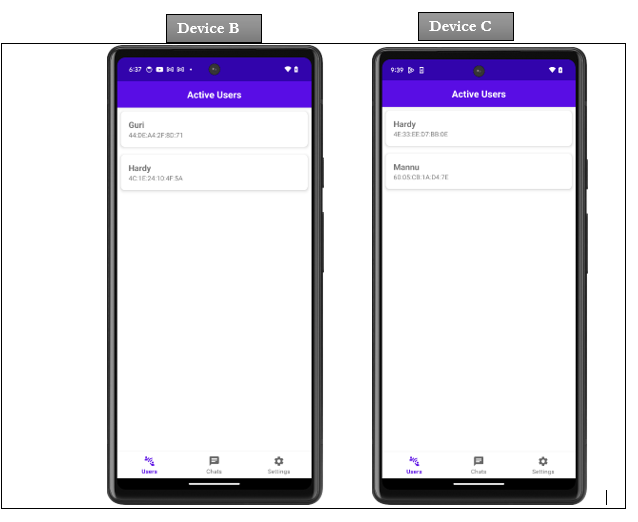 Device B
Device C
6:37
Active Users
Guri
44:DE:A4:2F:8D:71
Hardy
4C:1E:24:1D:4F:5A
Users
Chats
Settings
9:39
Active Users
Hardy
4E:33:EE:D7:BB:0E
Mannu
60:05:C8:1A:D4:7E
Users
Chats
Settings